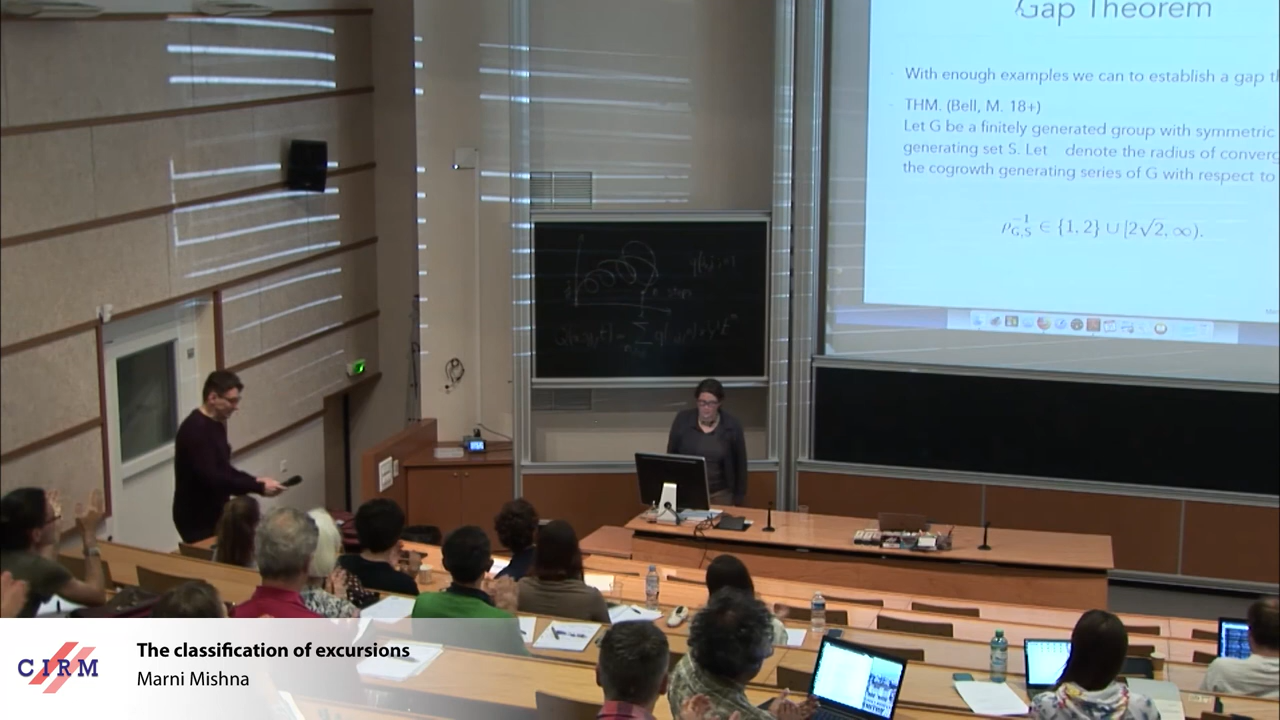 Gap Theorem
With enough examples we can to establish a gap th
THM. (Bell, M. 18+)
Let G be a finitely generated group with symmetric
generating set S. Let denote the radius of converg
the cogrowth generating series of G with respect to
ρ_{G,S}^{-1} ∈ {1, 2} ∪ [2√2, ∞).
CIRM
The classification of excursions
Marni Mishna